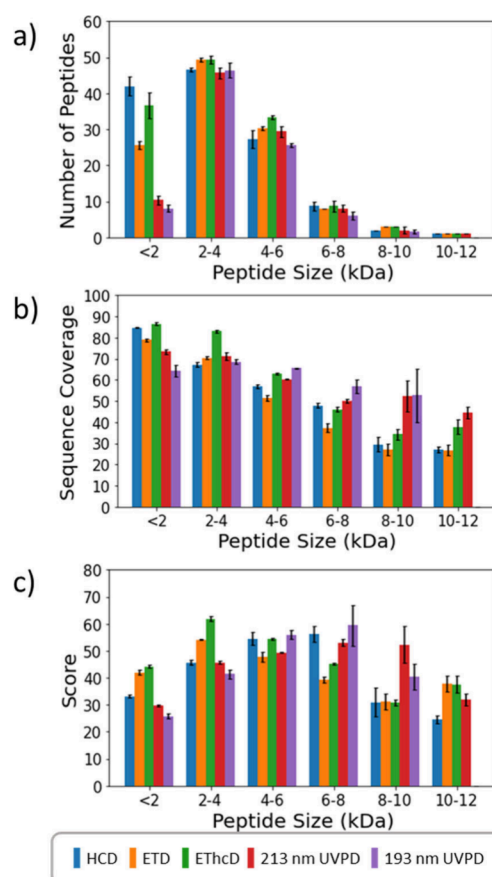 a)
Number of Peptides
60
50
40
30
20
10
0
<2 2-4 4-6 6-8 8-10 10-12
Peptide Size (kDa)
b)
Sequence Coverage
100
90
80
70
60
50
40
30
20
10
0
<2 2-4 4-6 6-8 8-10 10-12
Peptide Size (kDa)
c)
Score
80
70
60
50
40
30
20
10
0
<2 2-4 4-6 6-8 8-10 10-12
Peptide Size (kDa)
HCD ETD EThcD 213 nm UVPD 193 nm UVPD